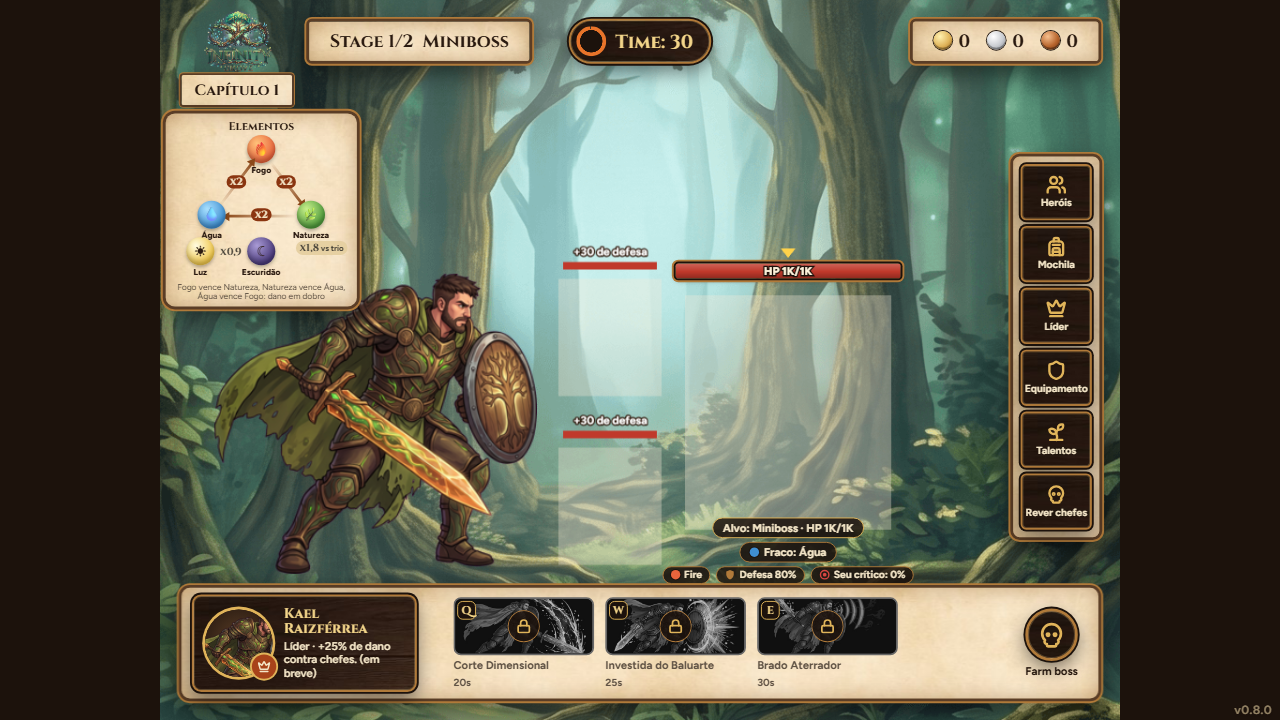 STAGE 1/2 MINIBOSS
TIME: 30
0 0 0
CAPÍTULO 1
ELEMENTOS
Fogo
X2 X2
X2
Água Natureza
X0,9 X1,8 vs trio
Luz Escuridão
Fogo vence Natureza, Natureza vence Água,
Água vence Fogo: dano em dobro
+30 de defesa
HP 1K/1K
+30 de defesa
Alvo: Miniboss · HP 1K/1K
Fraco: Água
Fire Defesa 80% Seu crítico: 0%
Heróis
Mochila
Líder
Equipamento
Talentos
Rever chefes
KAEL
RAIZFÉRREA
Líder · +25% de dano
contra chefes. (em
breve)
Q
Corte Dimensional
20s
W
Investida do Baluarte
25s
E
Brado Aterrador
30s
Farm boss
v0.8.0